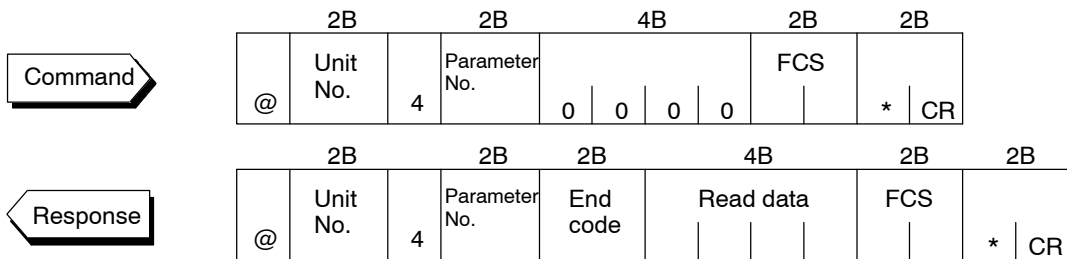 2B 2B 4B 2B 2B
Command
@ Unit No. 4 Parameter No. 0 0 0 0 FCS * CR
2B 2B 2B 4B 2B 2B
Response
@ Unit No. 4 Parameter No. End code Read data FCS * CR